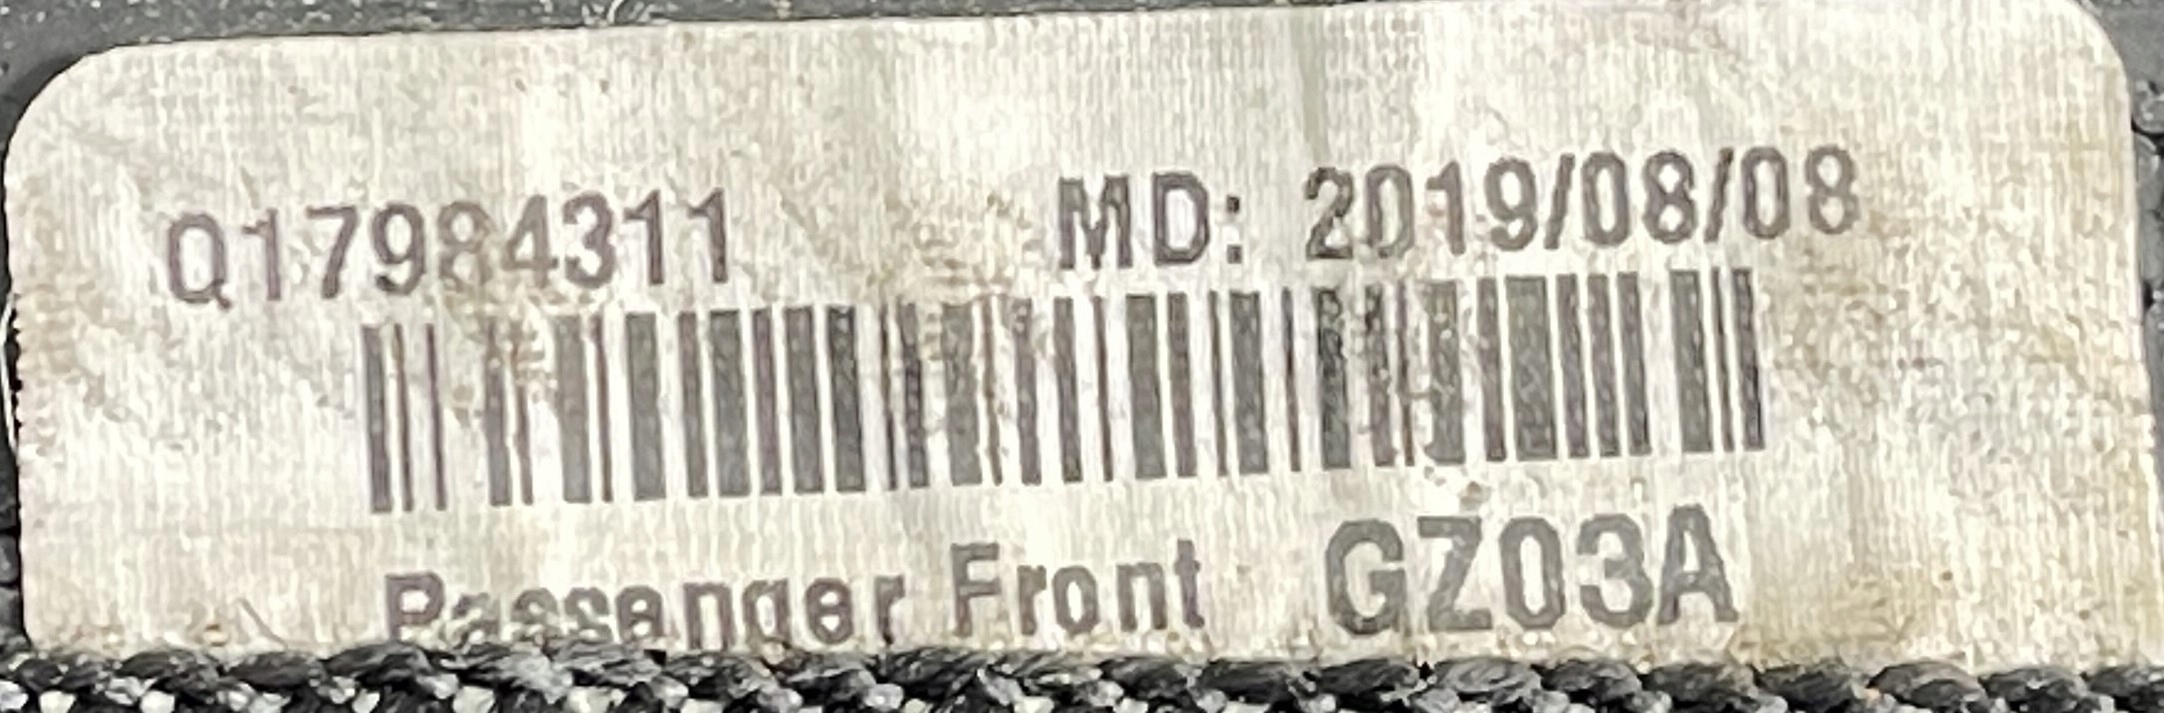 Q17984311 MD: 2019/08/08
Passenger Front GZ03A